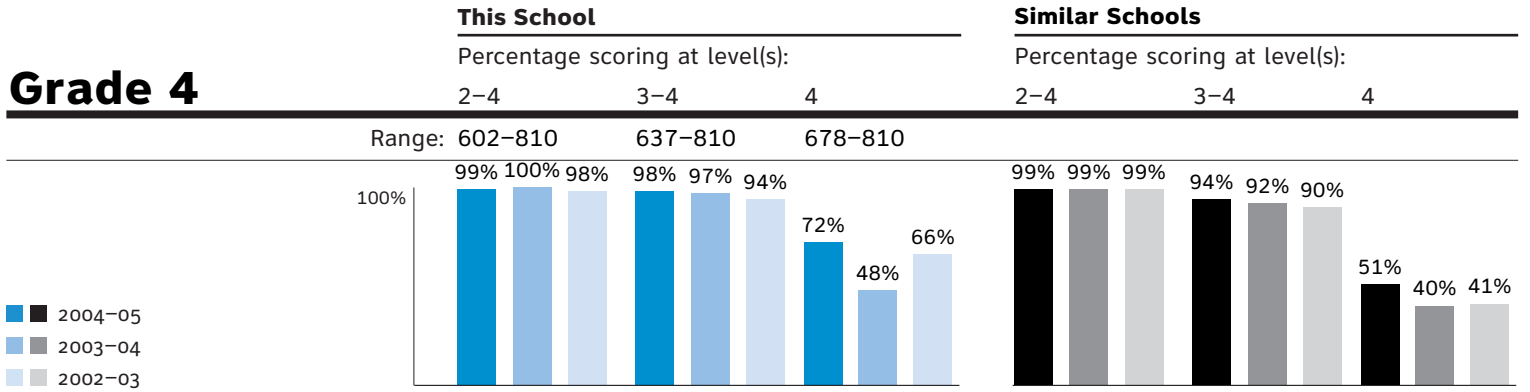 This School Similar Schools
Percentage scoring at level(s): Percentage scoring at level(s):
Grade 4 2–4 3–4 4 2–4 3–4 4
Range: 602–810 637–810 678–810
99% 100% 98% 98% 97% 94% 72% 48% 66% 99% 99% 99% 94% 92% 90% 51% 40% 41%
100%
2004–05
2003–04
2002–03